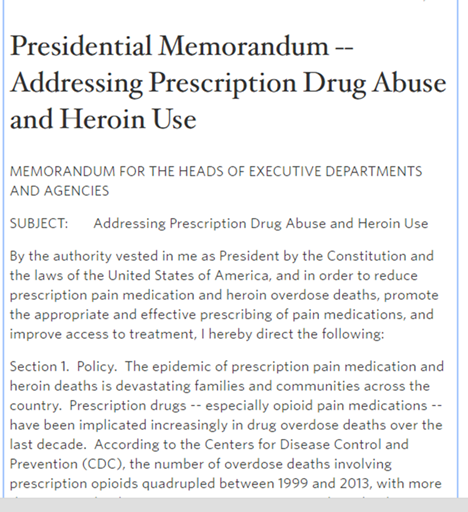 Presidential Memorandum --
Addressing Prescription Drug Abuse
and Heroin Use
MEMORANDUM FOR THE HEADS OF EXECUTIVE DEPARTMENTS
AND AGENCIES
SUBJECT: Addressing Prescription Drug Abuse and Heroin Use
By the authority vested in me as President by the Constitution and
the laws of the United States of America, and in order to reduce
prescription pain medication and heroin overdose deaths, promote
the appropriate and effective prescribing of pain medications, and
improve access to treatment, I hereby direct the following:
Section 1. Policy. The epidemic of prescription pain medication and
heroin deaths is devastating families and communities across the
country. Prescription drugs -- especially opioid pain medications --
have been implicated increasingly in drug overdose deaths over the
last decade. According to the Centers for Disease Control and
Prevention (CDC), the number of overdose deaths involving
prescription opioids quadrupled between 1999 and 2013, with more